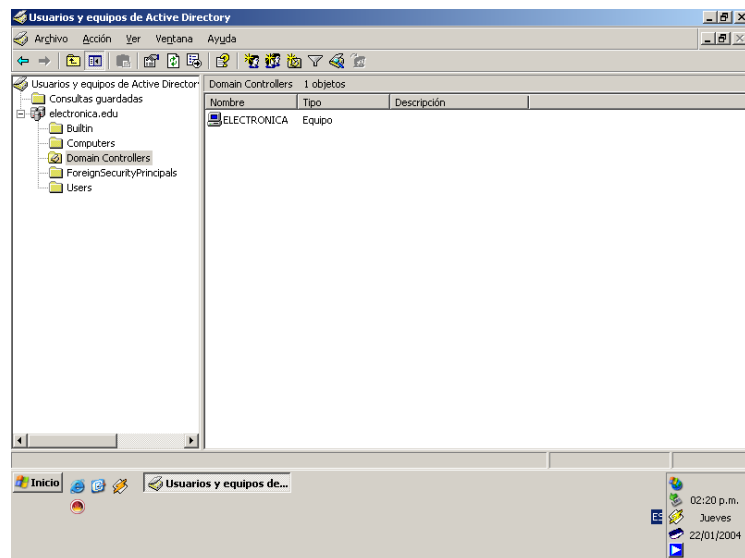 Usuarios y equipos de Active Directory
Archivo Acción Ver Ventana Ayuda
Usuarios y equipos de Active Director
Consultas guardadas
electronica.edu
Builtin
Computers
Domain Controllers
ForeignSecurityPrincipals
Users
Domain Controllers 1 objetos
Nombre Tipo Descripción
ELECTRONICA Equipo
Inicio
Usuarios y equipos de...
ES
02:20 p.m.
Jueves
22/01/2004